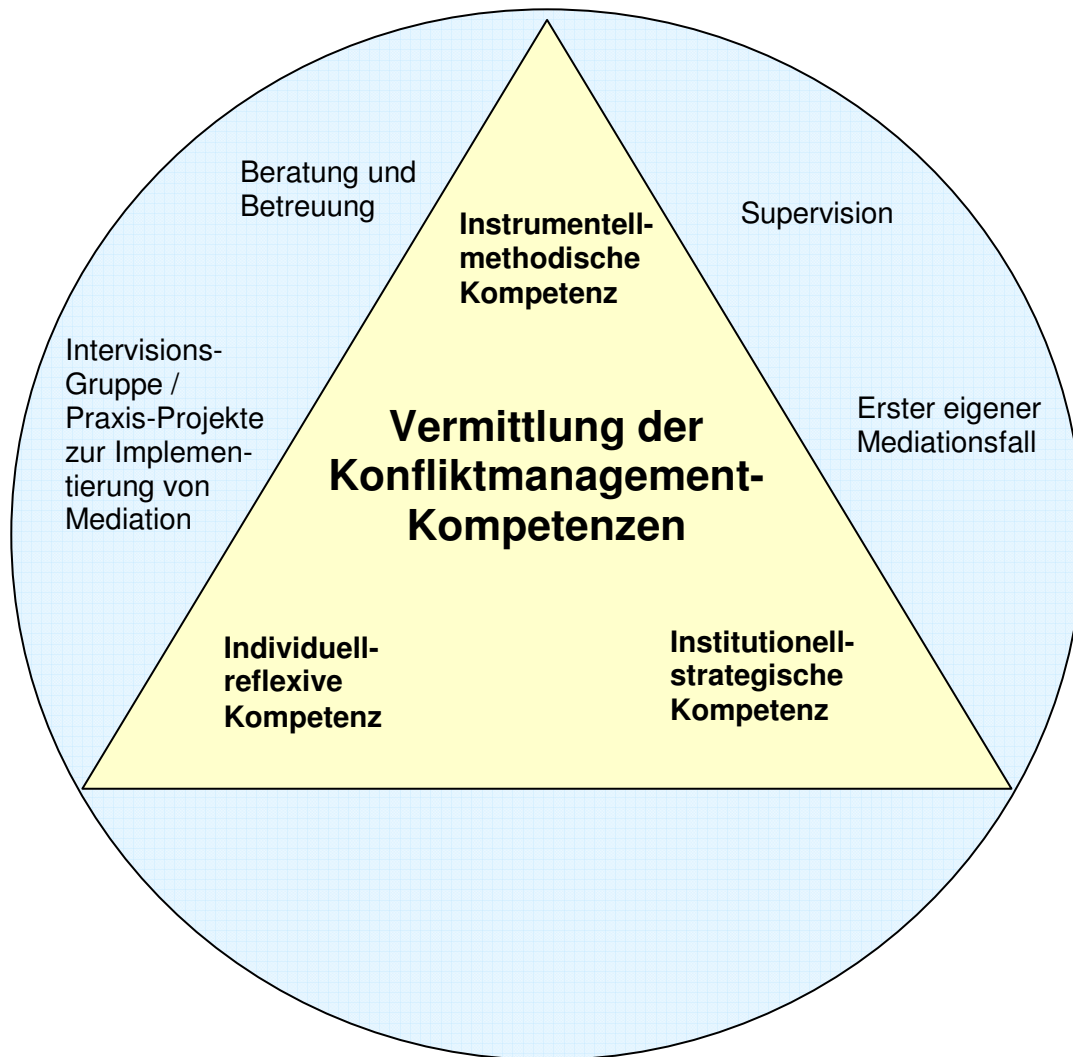 Beratung und
Betreuung
Supervision
Instrumentell-
methodische
Kompetenz
Intervisions-
Gruppe /
Praxis-Projekte
zur Implemen-
tierung von
Mediation
Erster eigener
Mediationsfall
Vermittlung der
Konfliktmanagement-
Kompetenzen
Individuell-
reflexive
Kompetenz
Institutionell-
strategische
Kompetenz